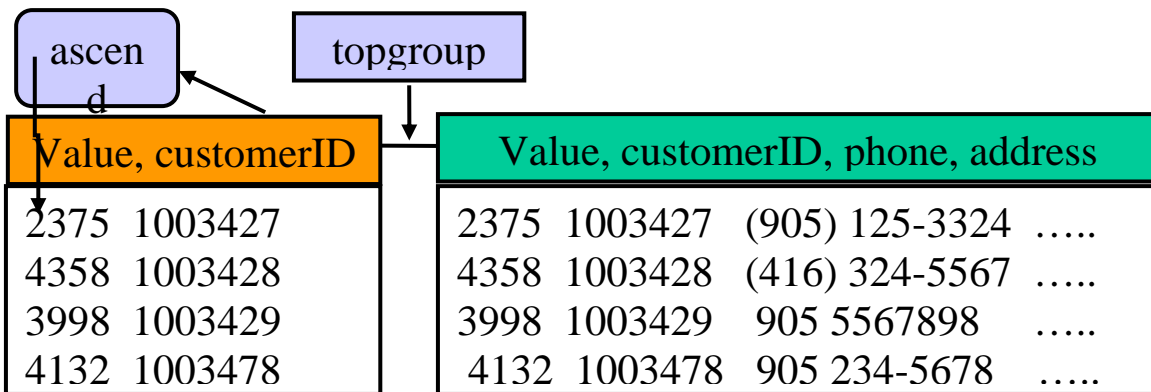 ascen
d
topgroup
Value, customerID
Value, customerID, phone, address
2375 1003427
4358 1003428
3998 1003429
4132 1003478
2375 1003427 (905) 125-3324 …..
4358 1003428 (416) 324-5567 …..
3998 1003429 905 5567898 …..
4132 1003478 905 234-5678 …..